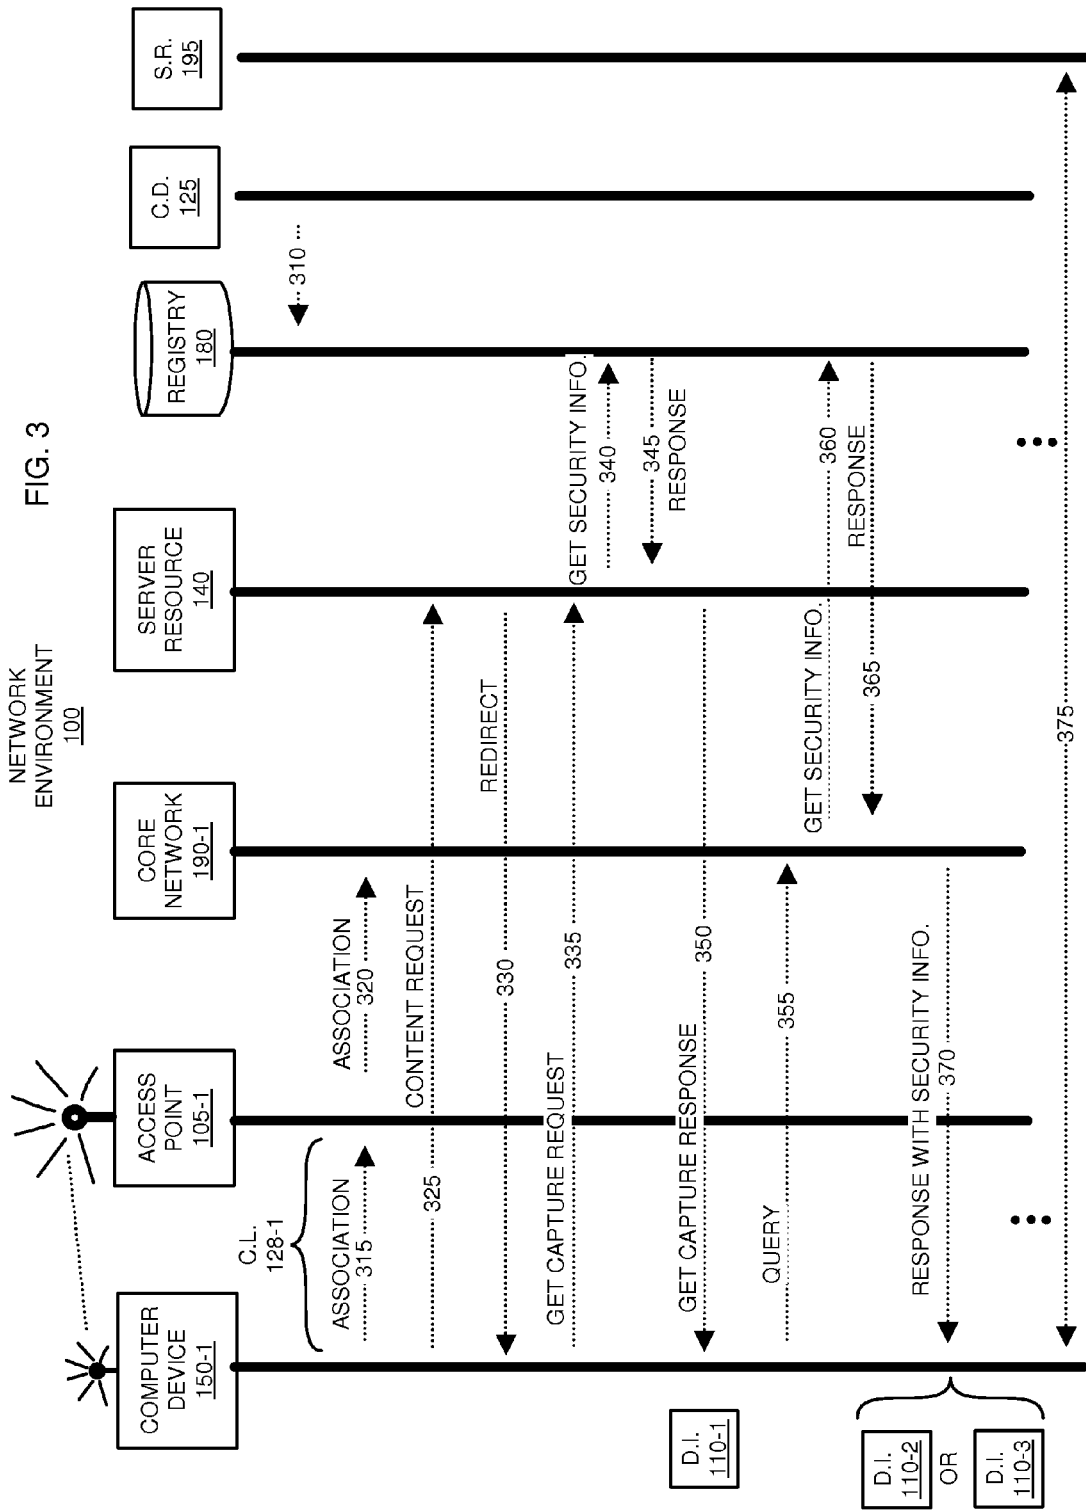 NETWORK
ENVIRONMENT
100
FIG. 3
COMPUTER
DEVICE
150-1
ACCESS
POINT
105-1
CORE
NETWORK
190-1
SERVER
RESOURCE
140
REGISTRY
180
C.D.
125
S.R.
195
310
C.L.
128-1
ASSOCIATION
315
ASSOCIATION
320
CONTENT REQUEST
325
REDIRECT
330
GET CAPTURE REQUEST
335
GET SECURITY INFO.
340
345
RESPONSE
GET CAPTURE RESPONSE
350
D.I.
110-1
QUERY
355
GET SECURITY INFO.
360
RESPONSE
365
RESPONSE WITH SECURITY INFO.
370
D.I.
110-2
OR
D.I.
110-3
375